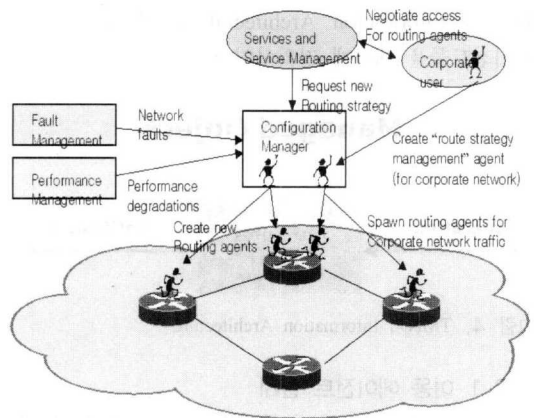 Negotiate access
For routing agents
Services and
Service Management
Corporate
user
Request new
Routing strategy
Fault
Management
Network
faults
Configuration
Manager
Create "route strategy
management" agent
(for corporate network)
Performance
Management
Performance
degradations
Create new
Routing agents
Spawn routing agents for
Corporate network traffic